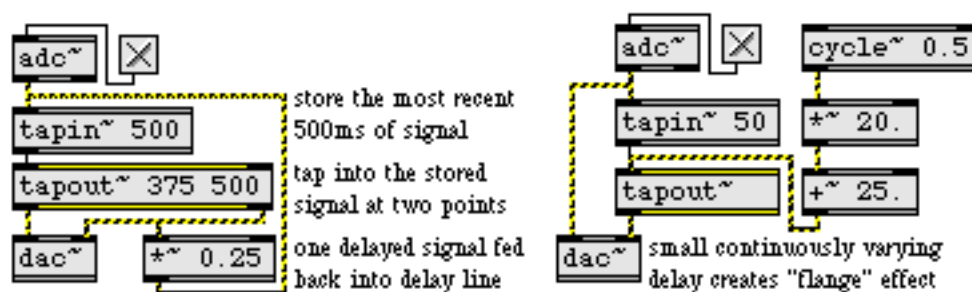 adc~
tapin~ 500
tapout~ 375 500
dac~
*~ 0.25
store the most recent
500ms of signal
tap into the stored
signal at two points
one delayed signal fed
back into delay line
adc~
cycle~ 0.5
tapin~ 50
*~ 20.
tapout~
+~ 25.
dac~
small continuously varying
delay creates "flange" effect